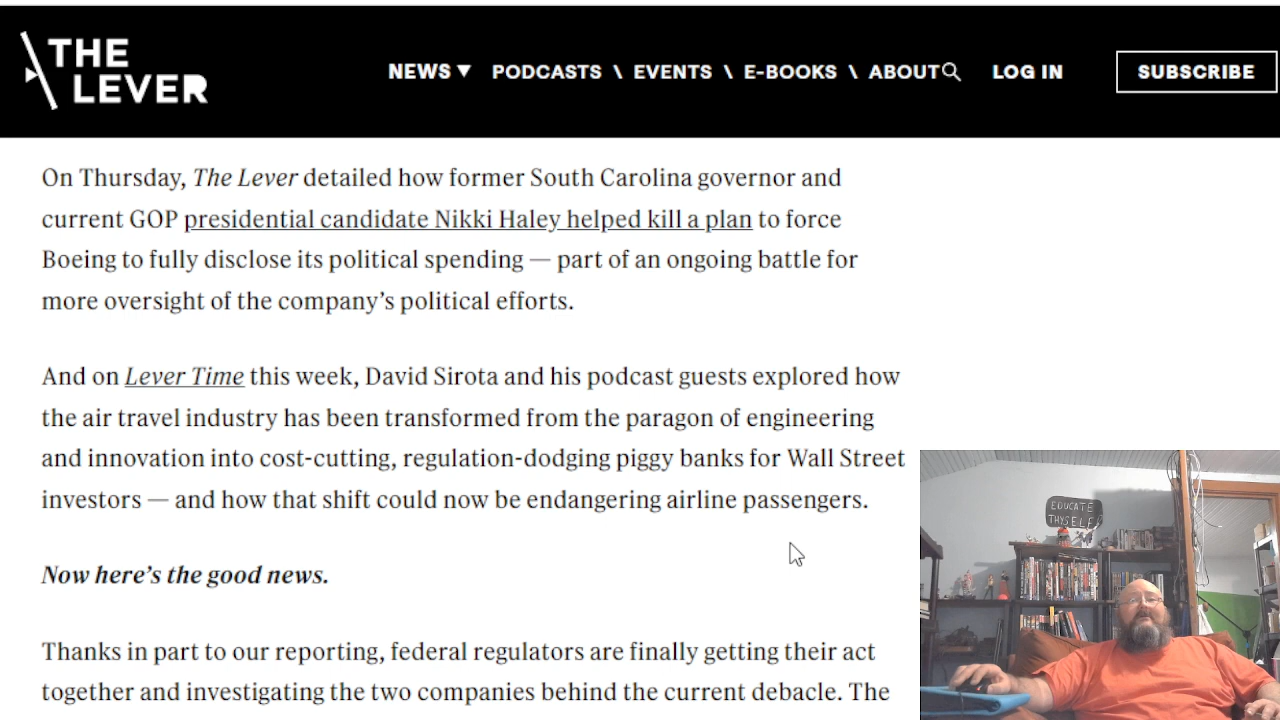 THE
LEVER
NEWS ▼ PODCASTS \ EVENTS \ E-BOOKS \ ABOUT LOG IN SUBSCRIBE
On Thursday, The Lever detailed how former South Carolina governor and
current GOP presidential candidate Nikki Haley helped kill a plan to force
Boeing to fully disclose its political spending — part of an ongoing battle for
more oversight of the company’s political efforts.
And on Lever Time this week, David Sirota and his podcast guests explored how
the air travel industry has been transformed from the paragon of engineering
and innovation into cost-cutting, regulation-dodging piggy banks for Wall Street
investors — and how that shift could now be endangering airline passengers.
Now here’s the good news.
Thanks in part to our reporting, federal regulators are finally getting their act
together and investigating the two companies behind the current debacle. The
EDUCATE
THYSELF